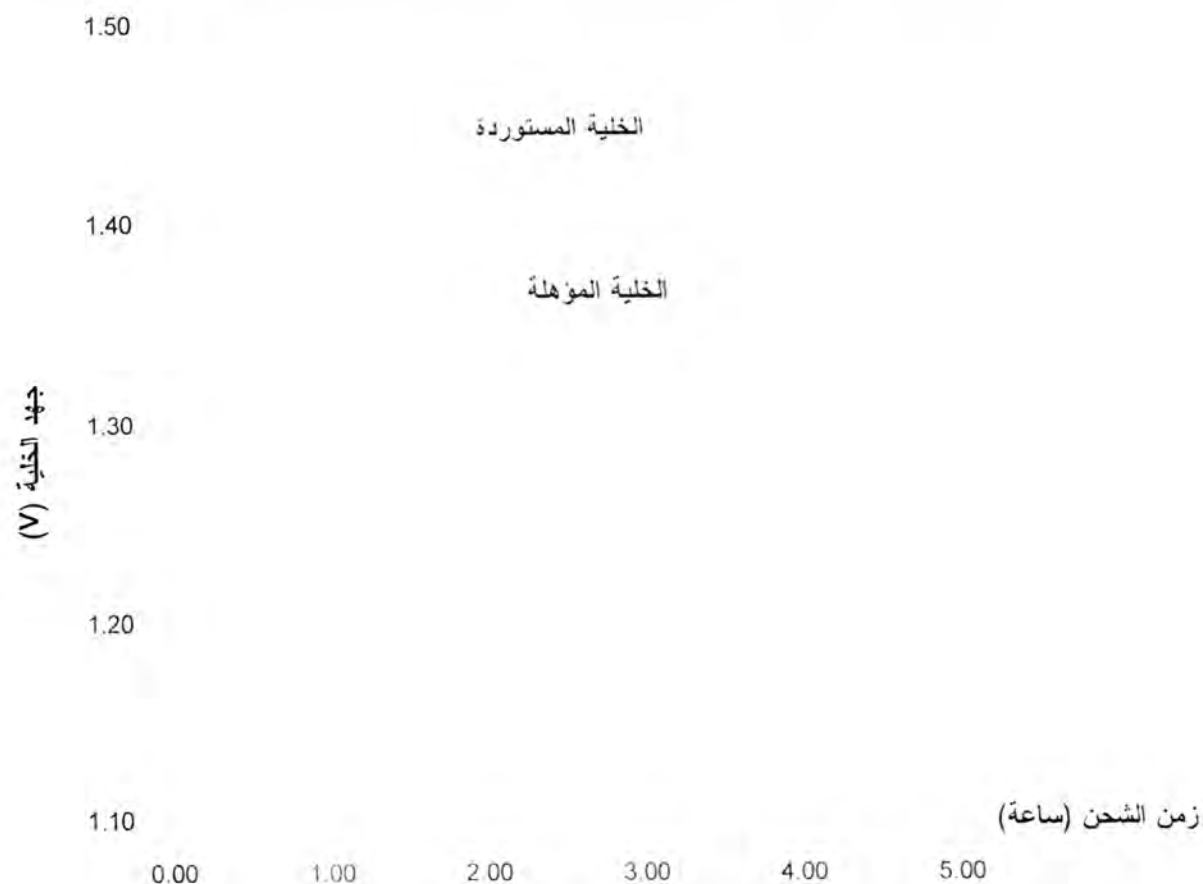 1.50
الخلية المستوردة
1.40
الخلية المؤهلة
جهد الخلية (V)
1.30
1.20
1.10
زمن الشحن (ساعة)
0.00 1.00 2.00 3.00 4.00 5.00